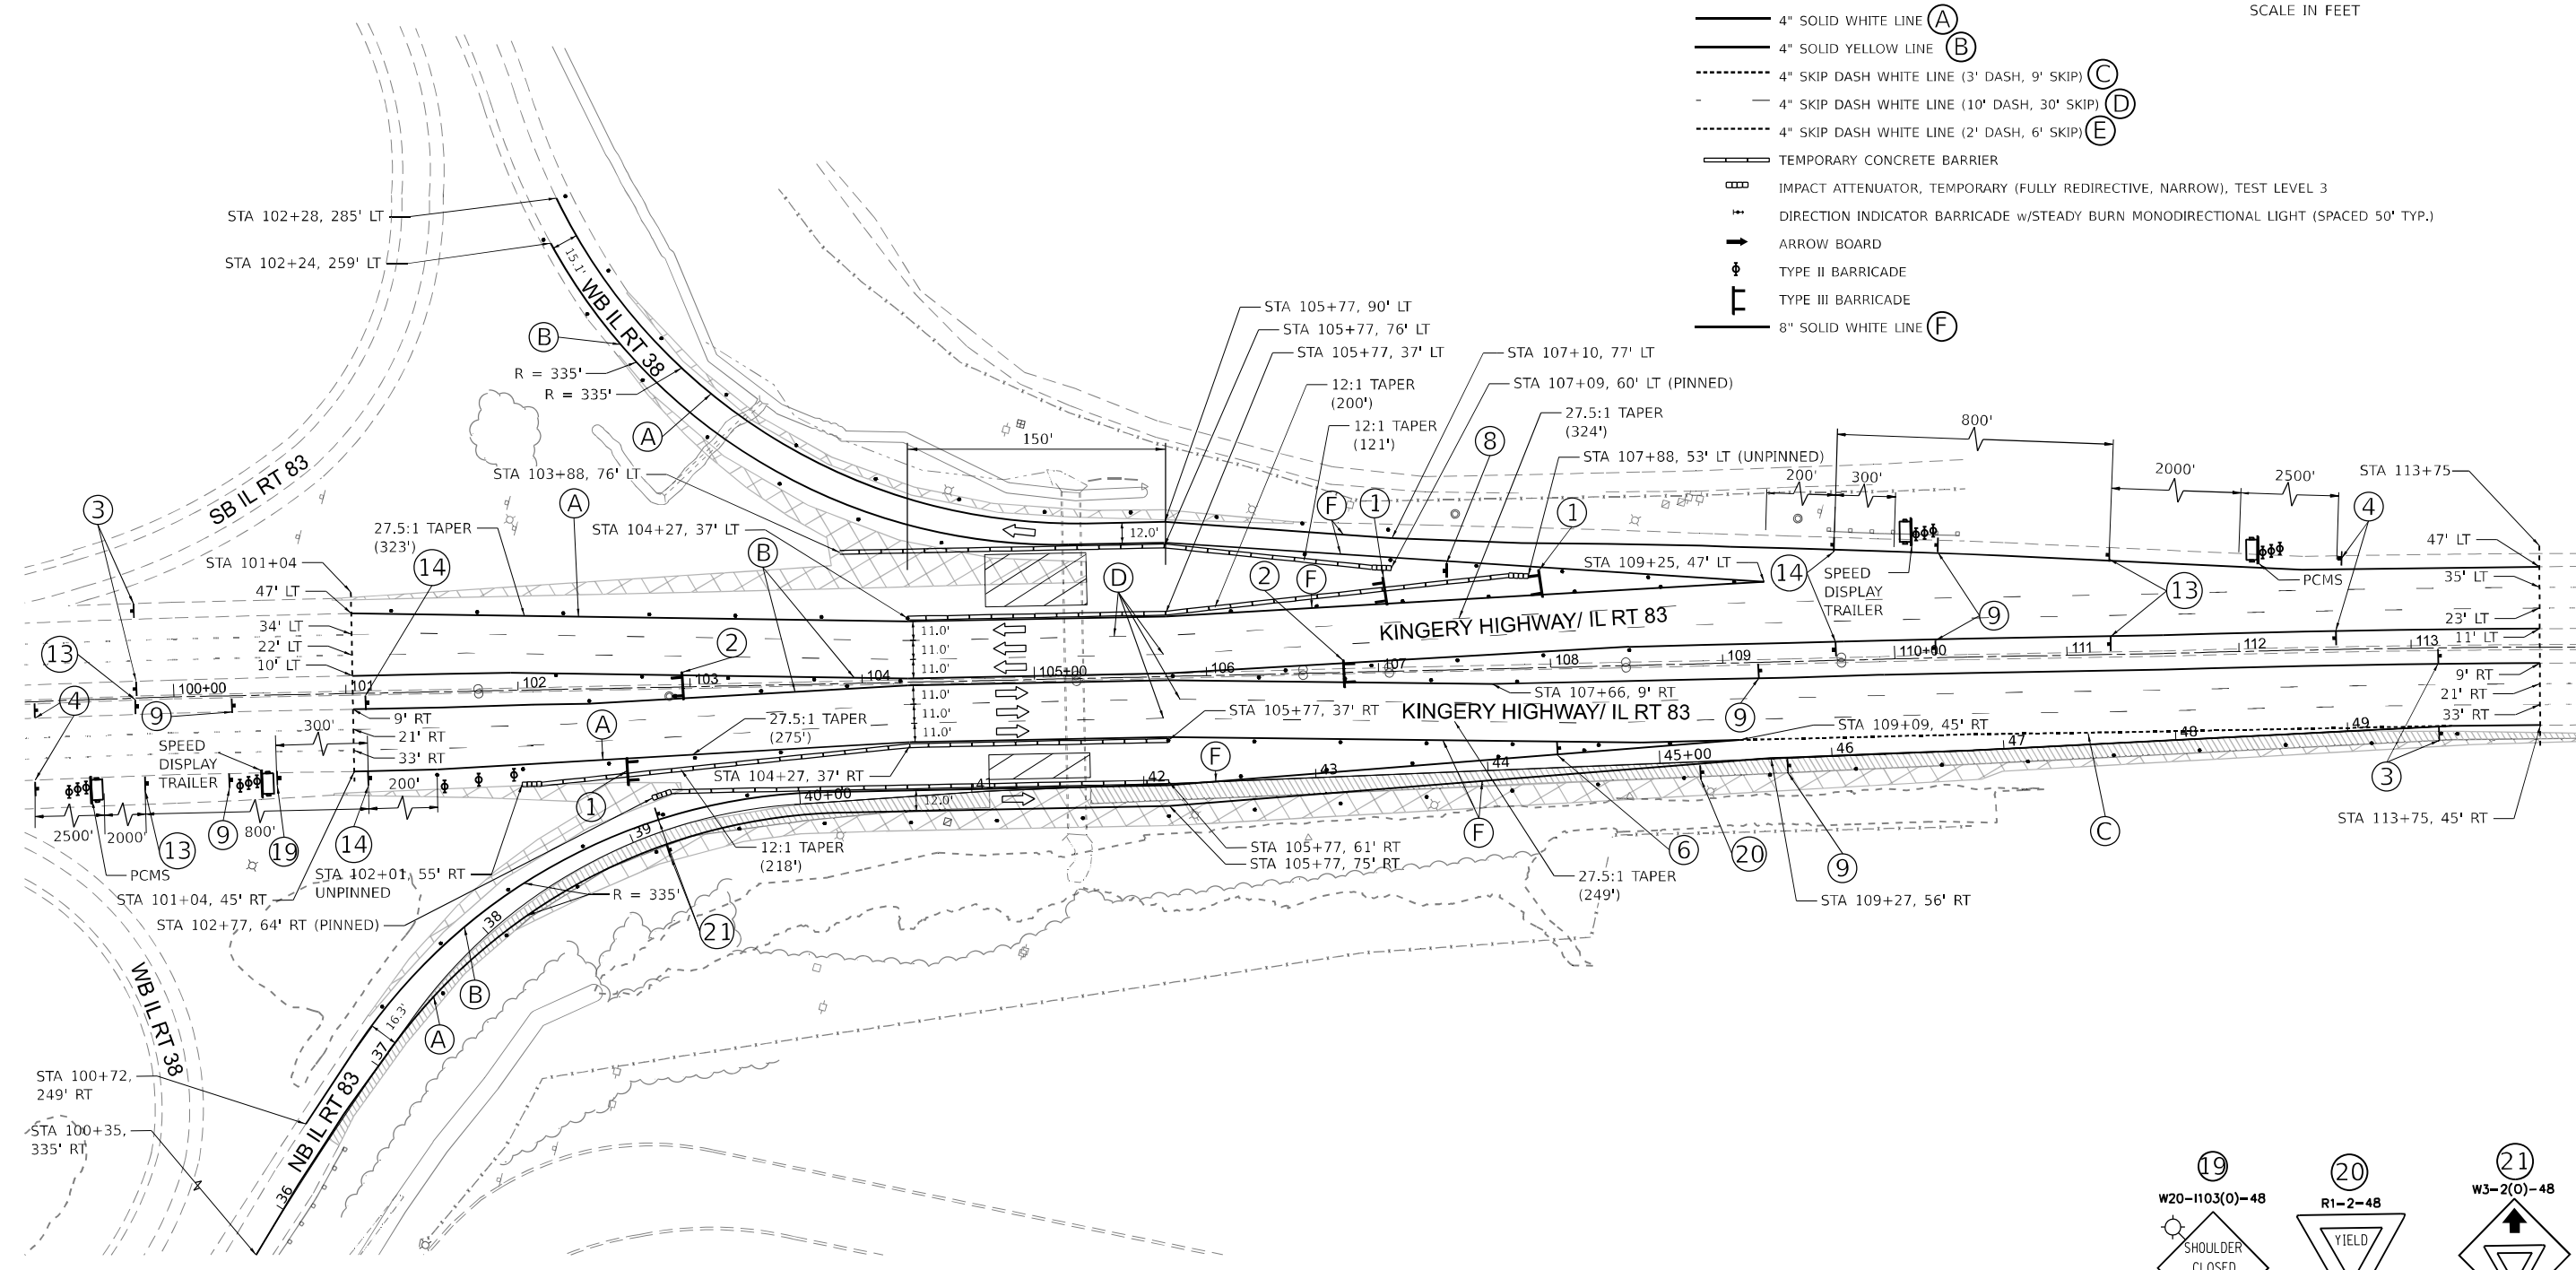 SCALE IN FEET
4" SOLID WHITE LINE A
4" SOLID YELLOW LINE B
4" SKIP DASH WHITE LINE (3' DASH, 9' SKIP) C
4" SKIP DASH WHITE LINE (10' DASH, 30' SKIP) D
4" SKIP DASH WHITE LINE (2' DASH, 6' SKIP) E
TEMPORARY CONCRETE BARRIER
IMPACT ATTENUATOR, TEMPORARY (FULLY REDIRECTIVE, NARROW), TEST LEVEL 3
DIRECTION INDICATOR BARRICADE w/STEADY BURN MONODIRECTIONAL LIGHT (SPACED 50' TYP.)
ARROW BOARD
TYPE II BARRICADE
TYPE III BARRICADE
8" SOLID WHITE LINE F
STA 102+28, 285' LT
STA 102+24, 259' LT
15.1'
WB IL RT 38
B
R = 335'
R = 335'
A
SB IL RT 83
STA 105+77, 90' LT
STA 105+77, 76' LT
STA 105+77, 37' LT
12:1 TAPER
(200')
12:1 TAPER
(121')
STA 107+10, 77' LT
STA 107+09, 60' LT (PINNED)
27.5:1 TAPER
(324')
8
STA 107+88, 53' LT (UNPINNED)
150'
800'
2000'
2500'
STA 113+75
200'
300'
STA 103+88, 76' LT
A
STA 104+27, 37' LT
B
F
1
1
4
3
27.5:1 TAPER
(323')
14
STA 101+04
12.0'
D
2
F
STA 109+25, 47' LT
14
SPEED
DISPLAY
TRAILER
PCMS
13
9
47' LT
35' LT
23' LT
11' LT
47' LT
34' LT
22' LT
10' LT
13
2
11.0'
11.0'
11.0'
11.0'
11.0'
11.0'
KINGERY HIGHWAY/ IL RT 83
100+00
101
102
103
104
105+00
106
107
108
109
110+00
111
112
113
4
9
9' RT
21' RT
33' RT
A
27.5:1 TAPER
(275')
STA 107+66, 9' RT
KINGERY HIGHWAY/ IL RT 83
9
9' RT
21' RT
33' RT
STA 105+77, 37' RT
STA 109+09, 45' RT
300'
SPEED
DISPLAY
TRAILER
200'
STA 104+27, 37' RT
F
2500'
2000'
13
9
800'
19
14
1
40+00
41
42
43
44
45+00
46
47
48
49
12.0'
3
C
STA 113+75, 45' RT
PCMS
STA 101+04, 45' RT
STA 102+01, 55' RT
UNPINNED
STA 102+77, 64' RT (PINNED)
12:1 TAPER
(218')
STA 105+77, 61' RT
STA 105+77, 75' RT
F
6
20
9
27.5:1 TAPER
(249')
STA 109+27, 56' RT
R = 335'
21
39
38
B
A
16.3'
37
36
NB IL RT 83
WB IL RT 38
STA 100+72,
249' RT
STA 100+35,
335' RT
19
W20-I103(O)-48
SHOULDER
CLOSED
20
R1-2-48
YIELD
21
W3-2(O)-48